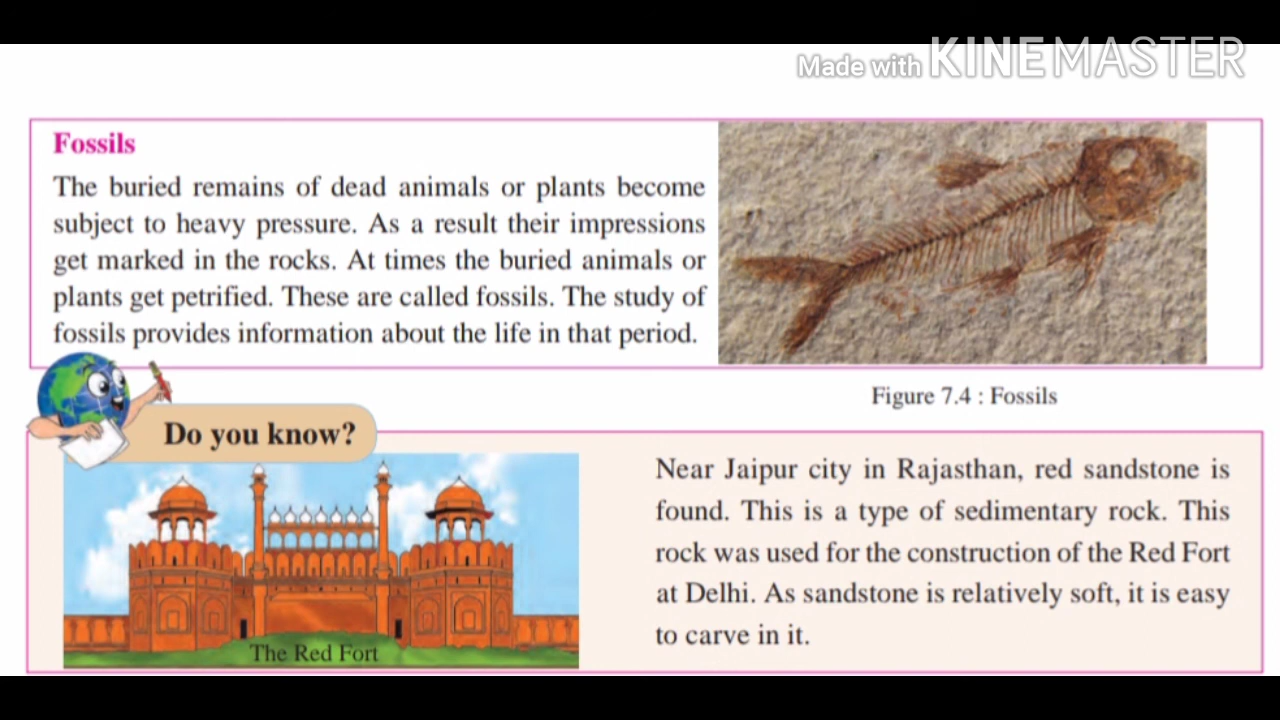 Made with KINEMASTER
Fossils
The buried remains of dead animals or plants become
subject to heavy pressure. As a result their impressions
get marked in the rocks. At times the buried animals or
plants get petrified. These are called fossils. The study of
fossils provides information about the life in that period.
Figure 7.4 : Fossils
Do you know?
The Red Fort
Near Jaipur city in Rajasthan, red sandstone is
found. This is a type of sedimentary rock. This
rock was used for the construction of the Red Fort
at Delhi. As sandstone is relatively soft, it is easy
to carve in it.